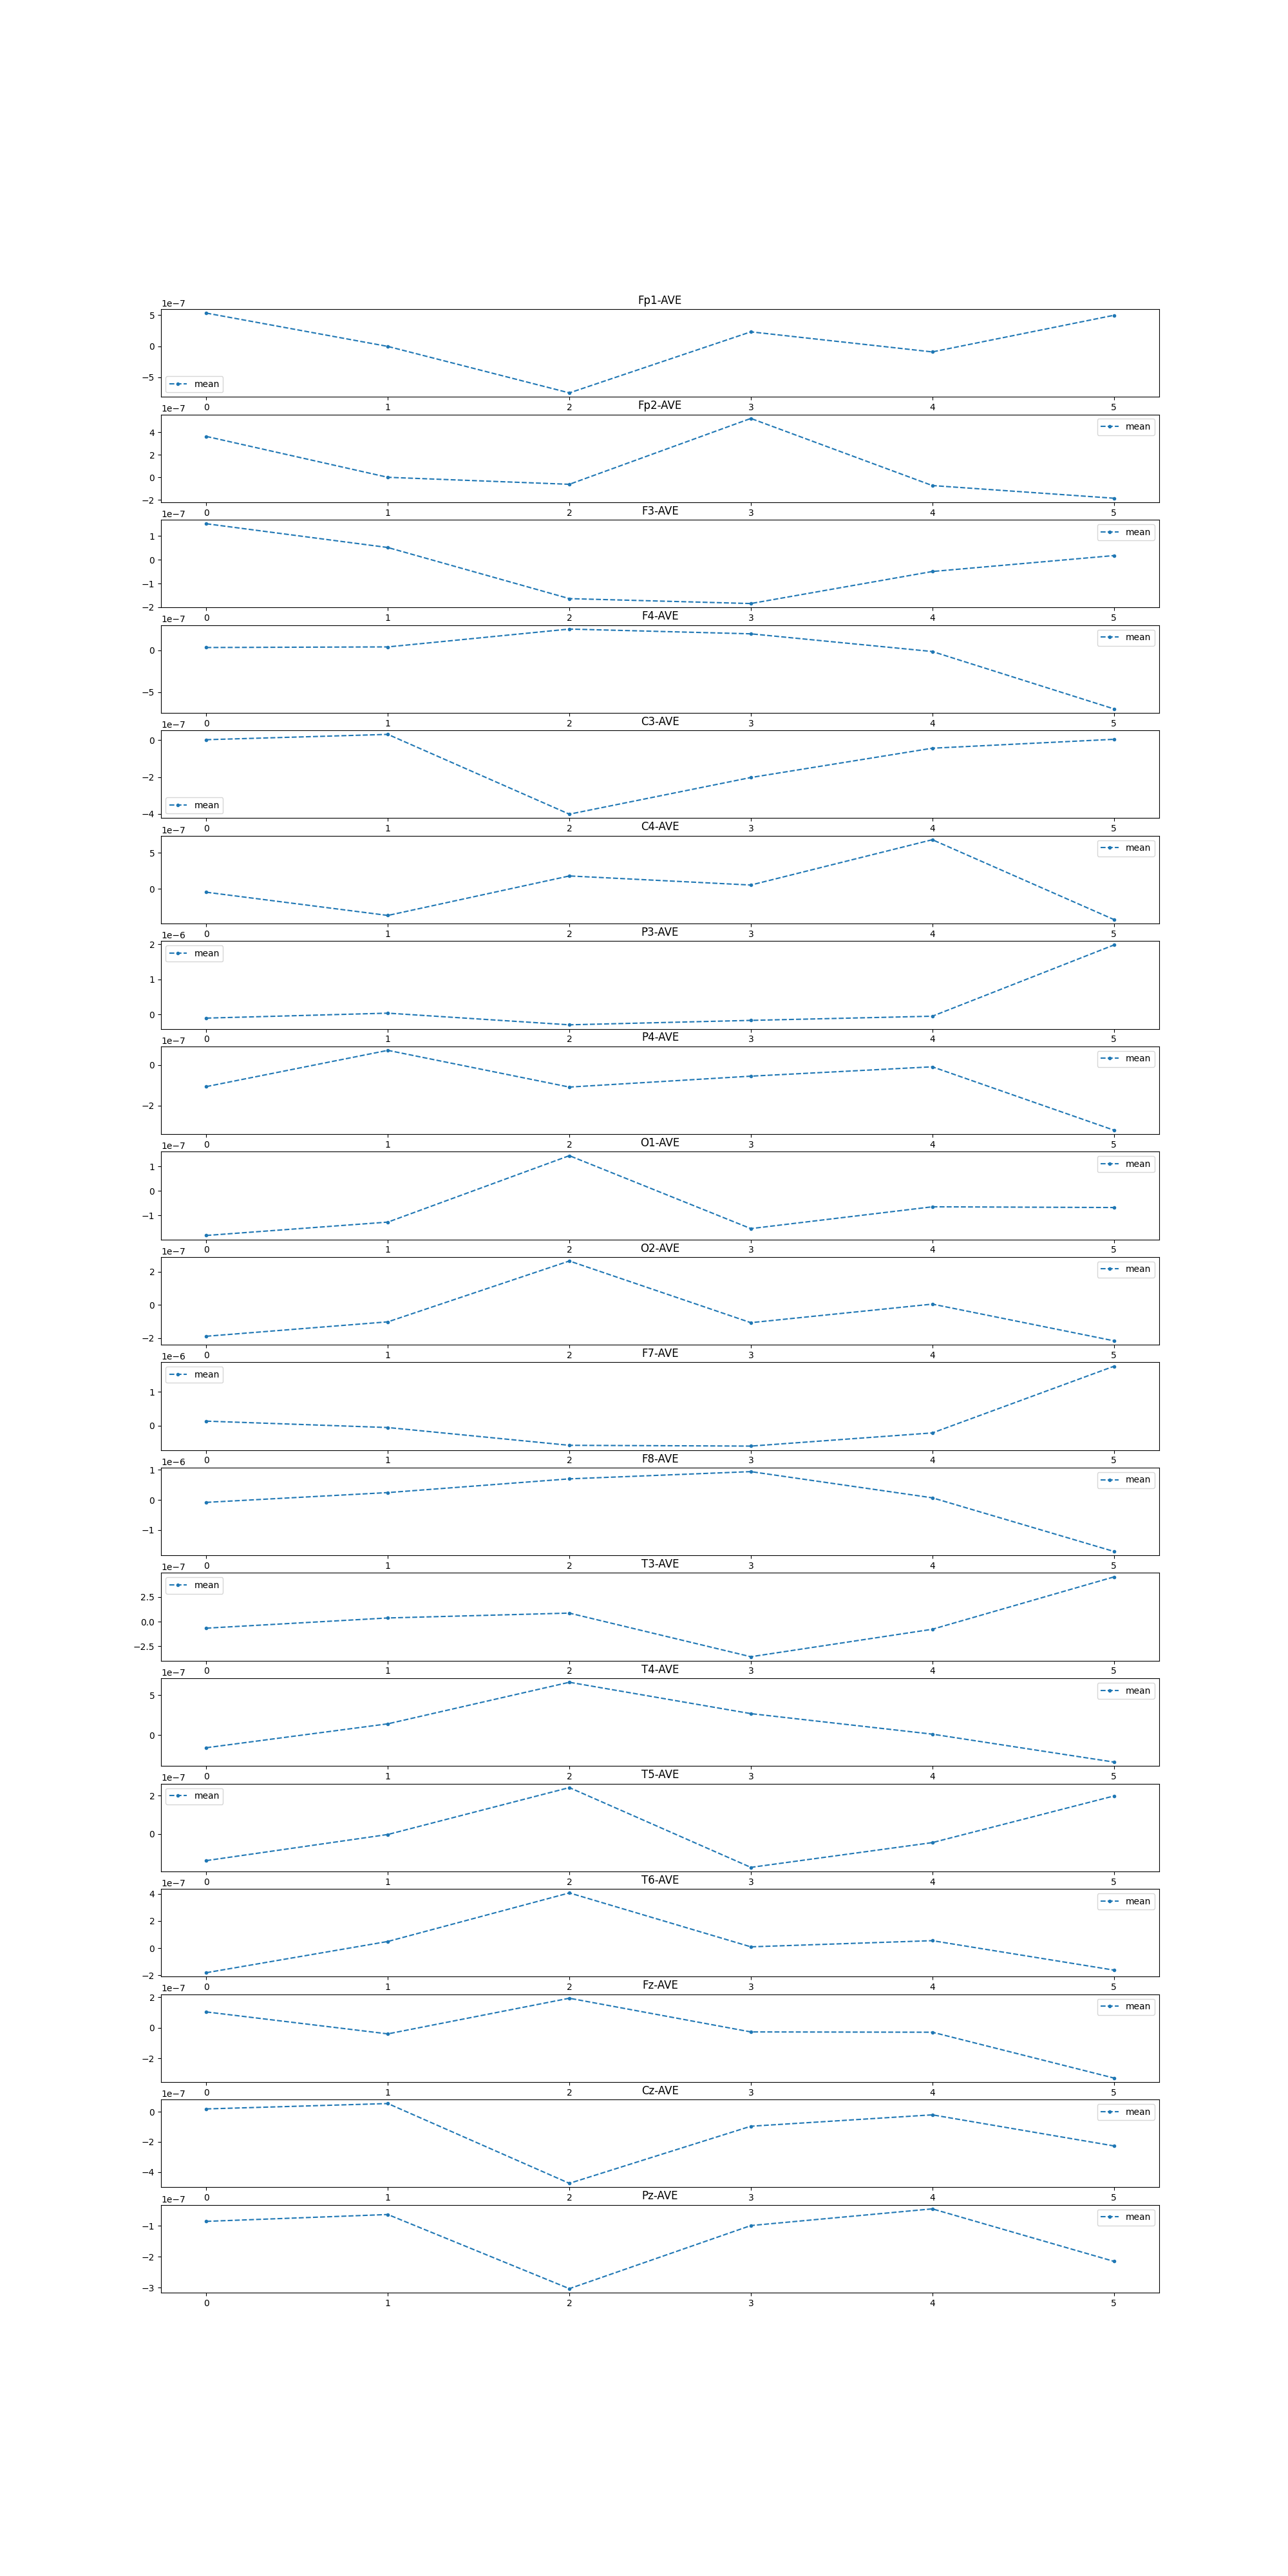 Fp1-AVE
1e−7
5
0
−5
mean
0 1 2 3 4 5
Fp2-AVE
1e−7
4
2
0
−2
mean
0 1 2 3 4 5
F3-AVE
1e−7
1
0
−1
−2
mean
0 1 2 3 4 5
F4-AVE
1e−7
0
−5
mean
0 1 2 3 4 5
C3-AVE
1e−7
0
−2
−4
mean
0 1 2 3 4 5
C4-AVE
1e−7
5
0
mean
0 1 2 3 4 5
P3-AVE
1e−6
2
1
0
mean
0 1 2 3 4 5
P4-AVE
1e−7
0
−2
mean
0 1 2 3 4 5
O1-AVE
1e−7
1
0
−1
mean
0 1 2 3 4 5
O2-AVE
1e−7
2
0
−2
mean
0 1 2 3 4 5
F7-AVE
1e−6
1
0
mean
0 1 2 3 4 5
F8-AVE
1e−6
1
0
−1
mean
0 1 2 3 4 5
T3-AVE
1e−7
2.5
0.0
−2.5
mean
0 1 2 3 4 5
T4-AVE
1e−7
5
0
mean
0 1 2 3 4 5
T5-AVE
1e−7
2
0
mean
0 1 2 3 4 5
T6-AVE
1e−7
4
2
0
−2
mean
0 1 2 3 4 5
Fz-AVE
1e−7
2
0
−2
mean
0 1 2 3 4 5
Cz-AVE
1e−7
0
−2
−4
mean
0 1 2 3 4 5
Pz-AVE
1e−7
−1
−2
−3
mean
0 1 2 3 4 5